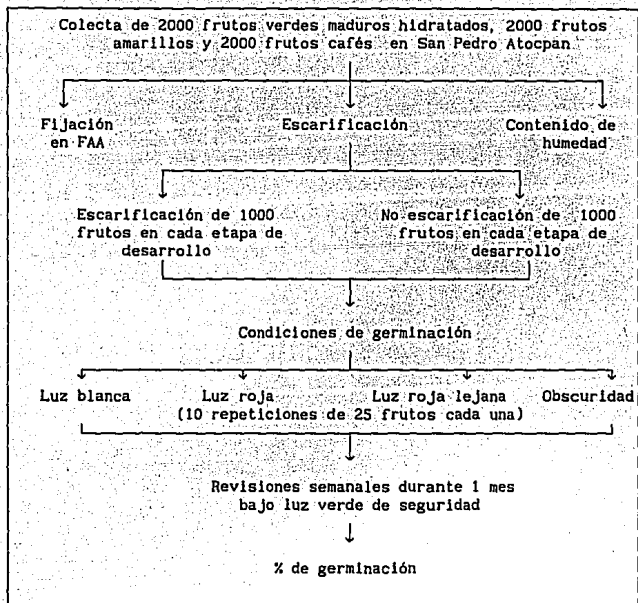 Colecta de 2000 frutos verdes maduros hidratados, 2000 frutos
amarillos y 2000 frutos cafés en San Pedro Atocpan
Fijación
en FAA
Escarificación
Contenido de
humedad
Escarificación de 1000
frutos en cada etapa de
desarrollo
No escarificación de 1000
frutos en cada etapa de
desarrollo
Condiciones de germinación
Luz blanca
Luz roja
Luz roja lejana
Obscuridad
(10 repeticiones de 25 frutos cada una)
Revisiones semanales durante 1 mes
bajo luz verde de seguridad
% de germinación